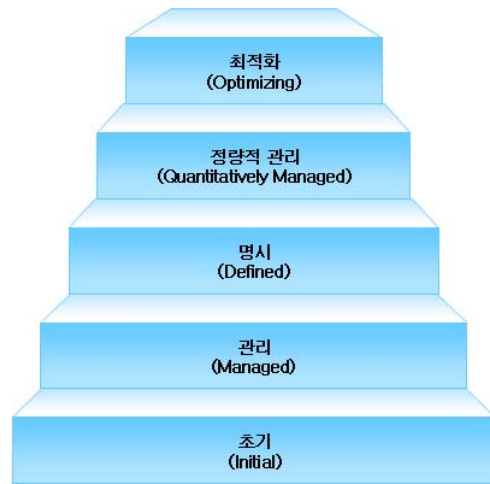 최적화
(Optimizing)
정량적 관리
(Quantitatively Managed)
명시
(Defined)
관리
(Managed)
초기
(Initial)